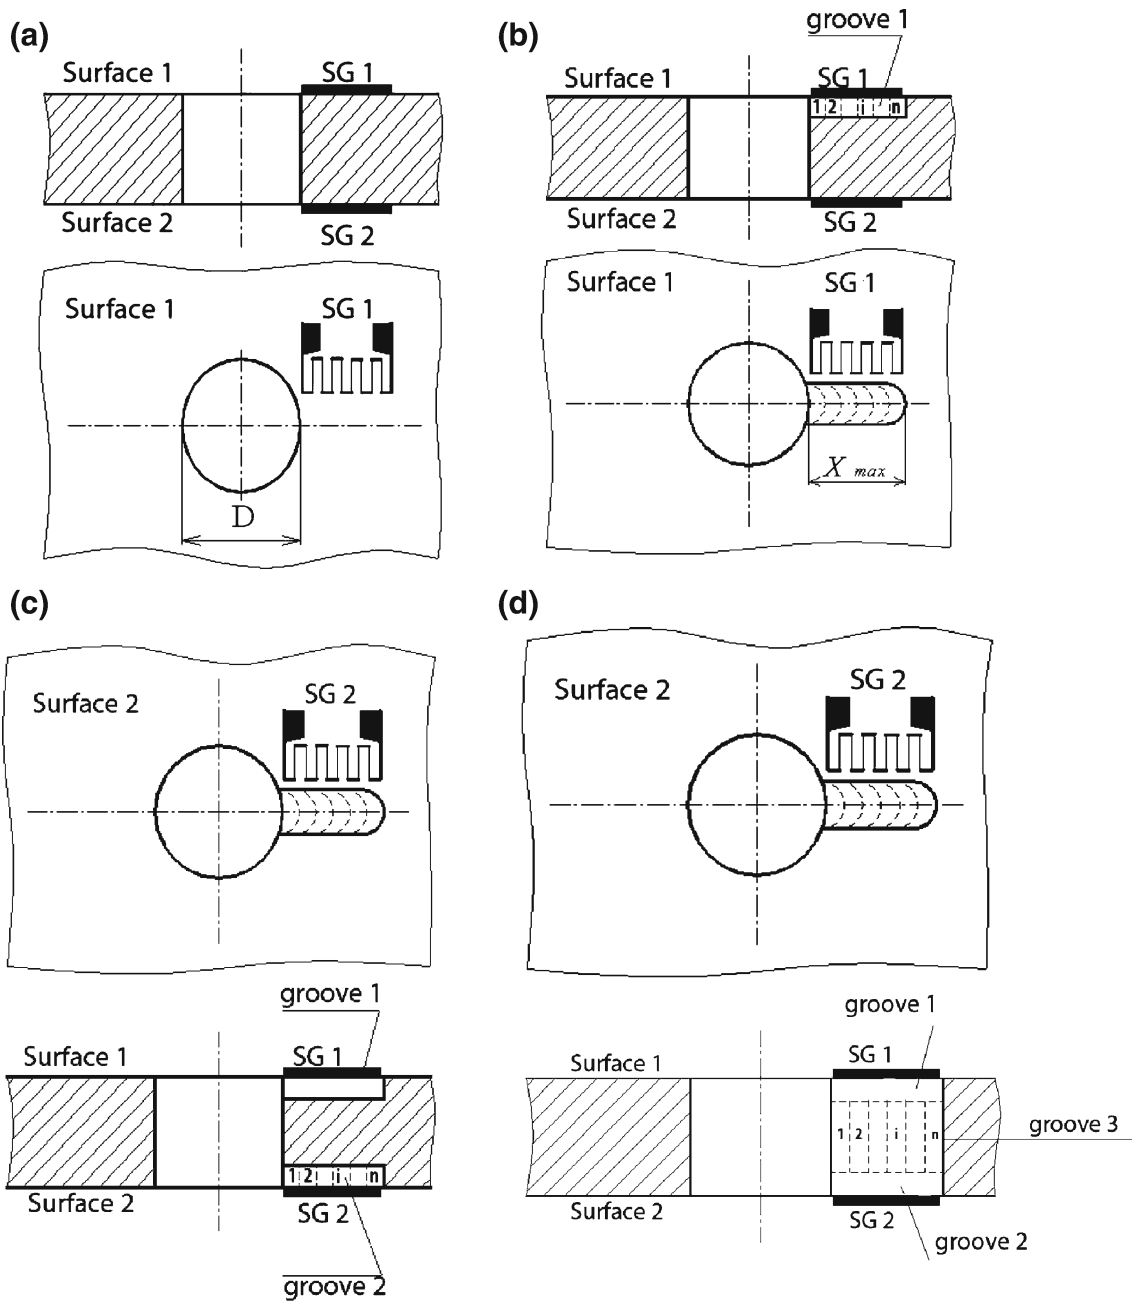 (a)
Surface 1
SG 1
Surface 2
SG 2
Surface 1
SG 1
D
(b)
groove 1
Surface 1
SG 1
1 2 i n
Surface 2
SG 2
Surface 1
SG 1
X max
(c)
Surface 2
SG 2
groove 1
Surface 1
SG 1
1 2 i n
Surface 2
SG 2
groove 2
(d)
Surface 2
SG 2
groove 1
Surface 1
SG 1
1 2 i n
groove 3
Surface 2
SG 2
groove 2